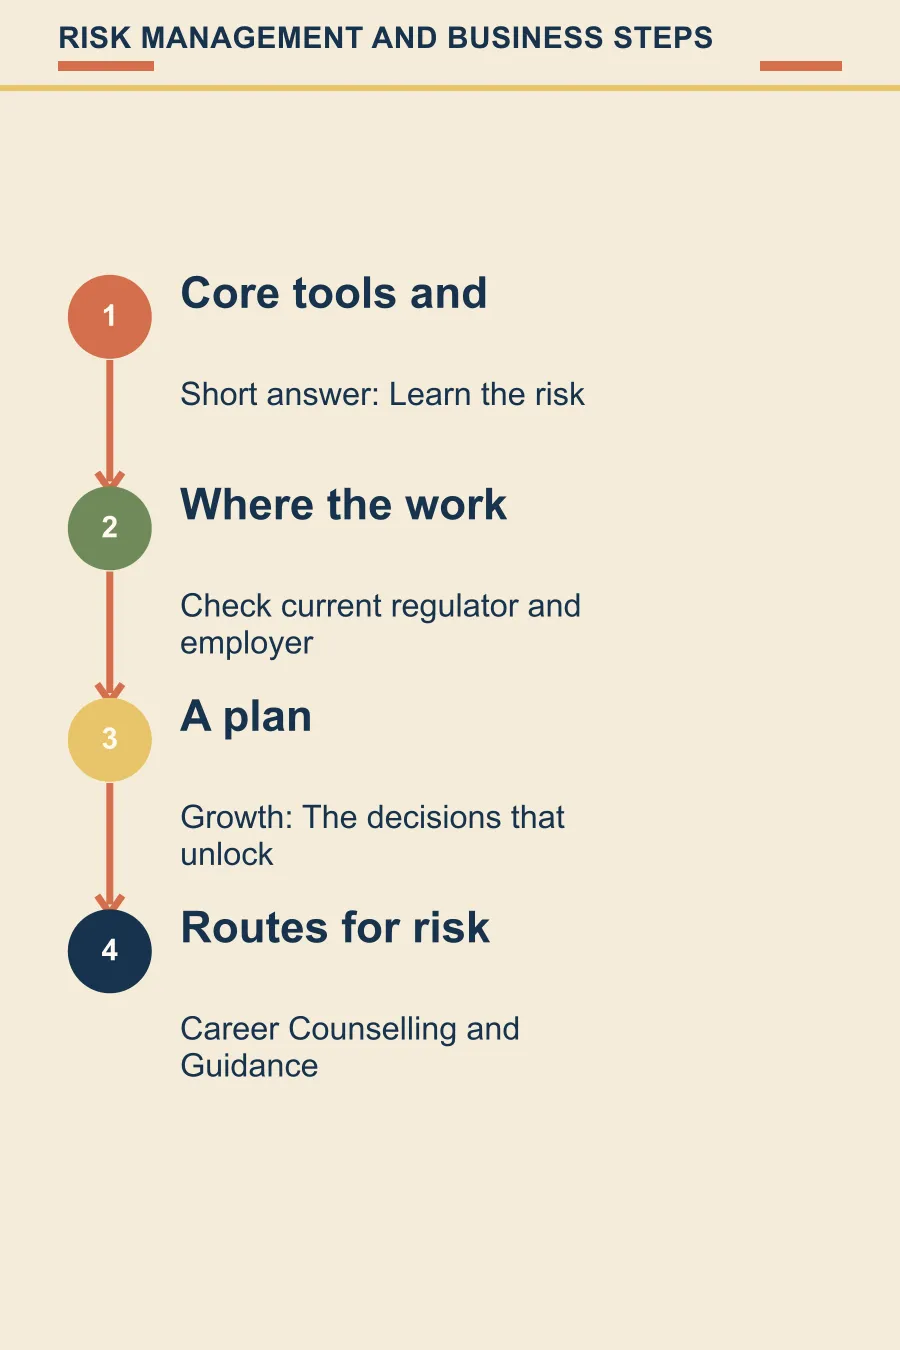 RISK MANAGEMENT AND BUSINESS STEPS
1
Core tools and
Short answer: Learn the risk
2
Where the work
Check current regulator and
employer
3
A plan
Growth: The decisions that
unlock
4
Routes for risk
Career Counselling and
Guidance